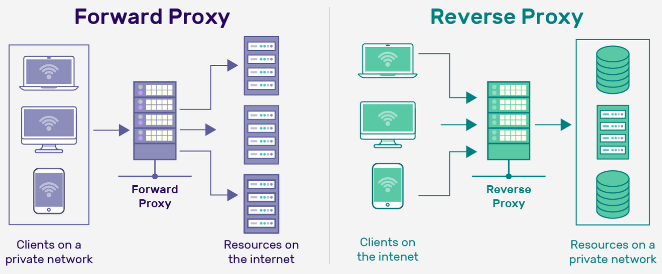 Forward Proxy
Forward
Proxy
Clients on a
private network
Resources on
the internet
Reverse Proxy
Reverse
Proxy
Clients on
the intenet
Resources on a
private network